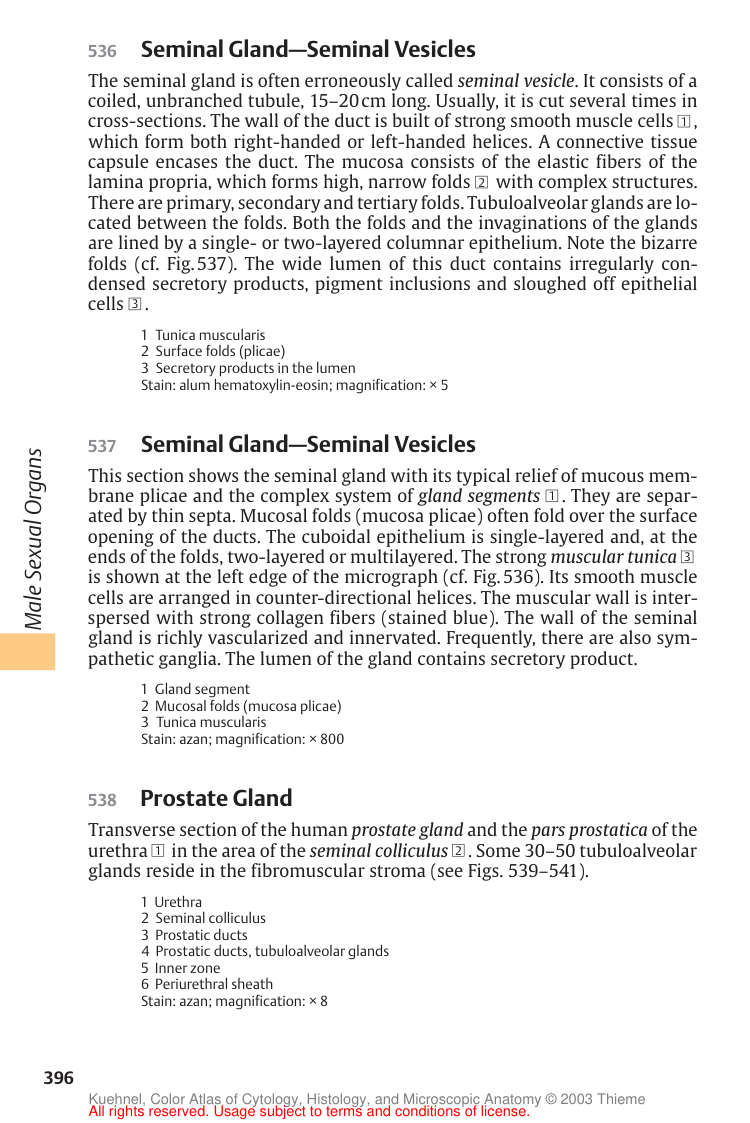 536 Seminal Gland—Seminal Vesicles
The seminal gland is often erroneously called seminal vesicle. It consists of a
coiled, unbranched tubule, 15–20 cm long. Usually, it is cut several times in
cross-sections. The wall of the duct is built of strong smooth muscle cells 1,
which form both right-handed or left-handed helices. A connective tissue
capsule encases the duct. The mucosa consists of the elastic fibers of the
lamina propria, which forms high, narrow folds 2 with complex structures.
There are primary, secondary and tertiary folds. Tubuloalveolar glands are lo-
cated between the folds. Both the folds and the invaginations of the glands
are lined by a single- or two-layered columnar epithelium. Note the bizarre
folds (cf. Fig. 537). The wide lumen of this duct contains irregularly con-
densed secretory products, pigment inclusions and sloughed off epithelial
cells 3.
1 Tunica muscularis
2 Surface folds (plicae)
3 Secretory products in the lumen
Stain: alum hematoxylin-eosin; magnification: × 5
537 Seminal Gland—Seminal Vesicles
This section shows the seminal gland with its typical relief of mucous mem-
brane plicae and the complex system of gland segments 1. They are separ-
ated by thin septa. Mucosal folds (mucosa plicae) often fold over the surface
opening of the ducts. The cuboidal epithelium is single-layered and, at the
ends of the folds, two-layered or multilayered. The strong muscular tunica 3
is shown at the left edge of the micrograph (cf. Fig. 536). Its smooth muscle
cells are arranged in counter-directional helices. The muscular wall is inter-
spersed with strong collagen fibers (stained blue). The wall of the seminal
gland is richly vascularized and innervated. Frequently, there are also sym-
pathetic ganglia. The lumen of the gland contains secretory product.
1 Gland segment
2 Mucosal folds (mucosa plicae)
3 Tunica muscularis
Stain: azan; magnification: × 800
538 Prostate Gland
Transverse section of the human prostate gland and the pars prostatica of the
urethra 1 in the area of the seminal colliculus 2. Some 30–50 tubuloalveolar
glands reside in the fibromuscular stroma (see Figs. 539–541).
1 Urethra
2 Seminal colliculus
3 Prostatic ducts
4 Prostatic ducts, tubuloalveolar glands
5 Inner zone
6 Periurethral sheath
Stain: azan; magnification: × 8
Male Sexual Organs
396
Kuehnel, Color Atlas of Cytology, Histology, and Microscopic Anatomy © 2003 Thieme
All rights reserved. Usage subject to terms and conditions of license.